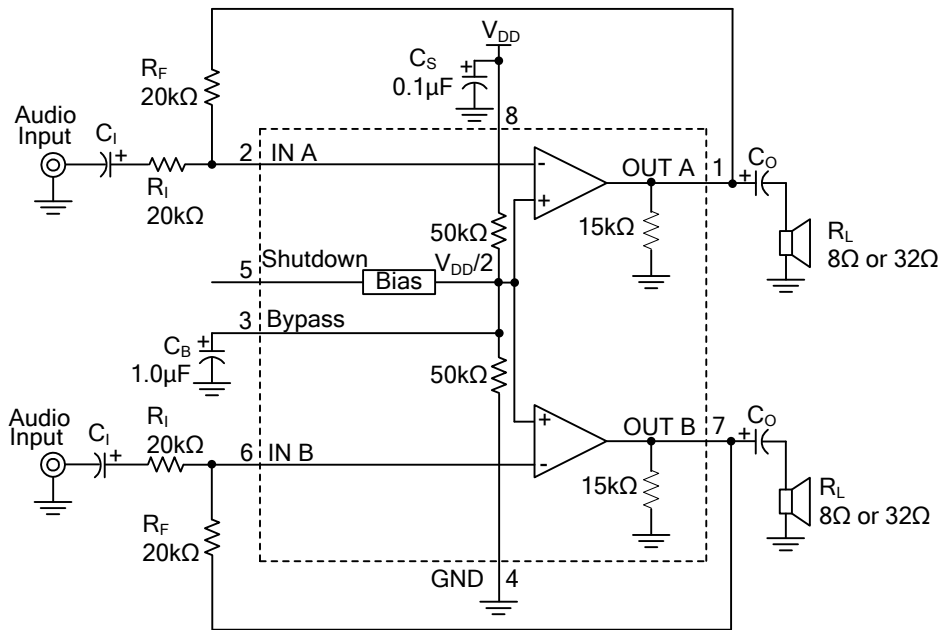 V_DD
C_S
+
0.1µF
8
R_F
20kΩ
Audio
Input
C_I
+
R_I
20kΩ
2
IN A
-
+
OUT A
1
+
C_O
50kΩ
15kΩ
R_L
8Ω or 32Ω
5
Shutdown
Bias
V_DD/2
3
Bypass
C_B
+
1.0µF
50kΩ
Audio
Input
C_I
+
R_I
20kΩ
6
IN B
+
-
OUT B
7
+
C_O
15kΩ
R_L
8Ω or 32Ω
R_F
20kΩ
GND
4